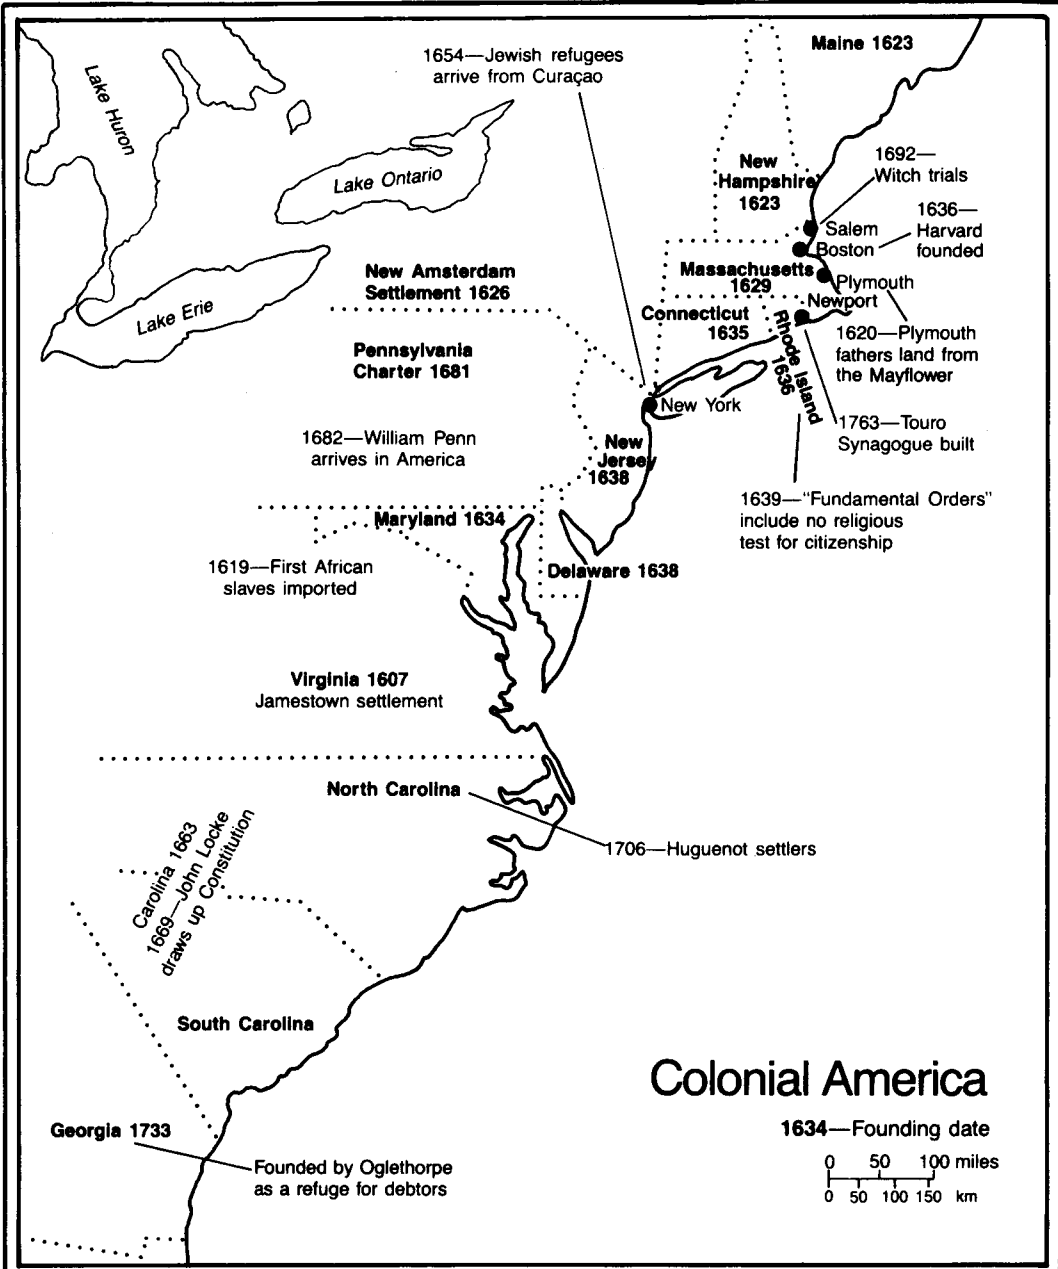 Maine 1623
1654—Jewish refugees
arrive from Curaçao
Lake Huron
Lake Ontario
New
Hampshire
1623
1692—
Witch trials
1636—
Harvard
founded
Salem
Boston
Massachusetts
1629
Plymouth
Newport
New Amsterdam
Settlement 1626
Lake Erie
Connecticut
1635
Rhode Island
1636
1620—Plymouth
fathers land from
the Mayflower
Pennsylvania
Charter 1681
New York
1763—Touro
Synagogue built
1682—William Penn
arrives in America
New
Jersey
1638
1639—"Fundamental Orders"
include no religious
test for citizenship
Maryland 1634
1619—First African
slaves imported
Delaware 1638
Virginia 1607
Jamestown settlement
North Carolina
1706—Huguenot settlers
Carolina 1663
1669—John Locke
draws up Constitution
South Carolina
Georgia 1733
Founded by Oglethorpe
as a refuge for debtors
Colonial America
1634—Founding date
0 50 100 miles
0 50 100 150 km